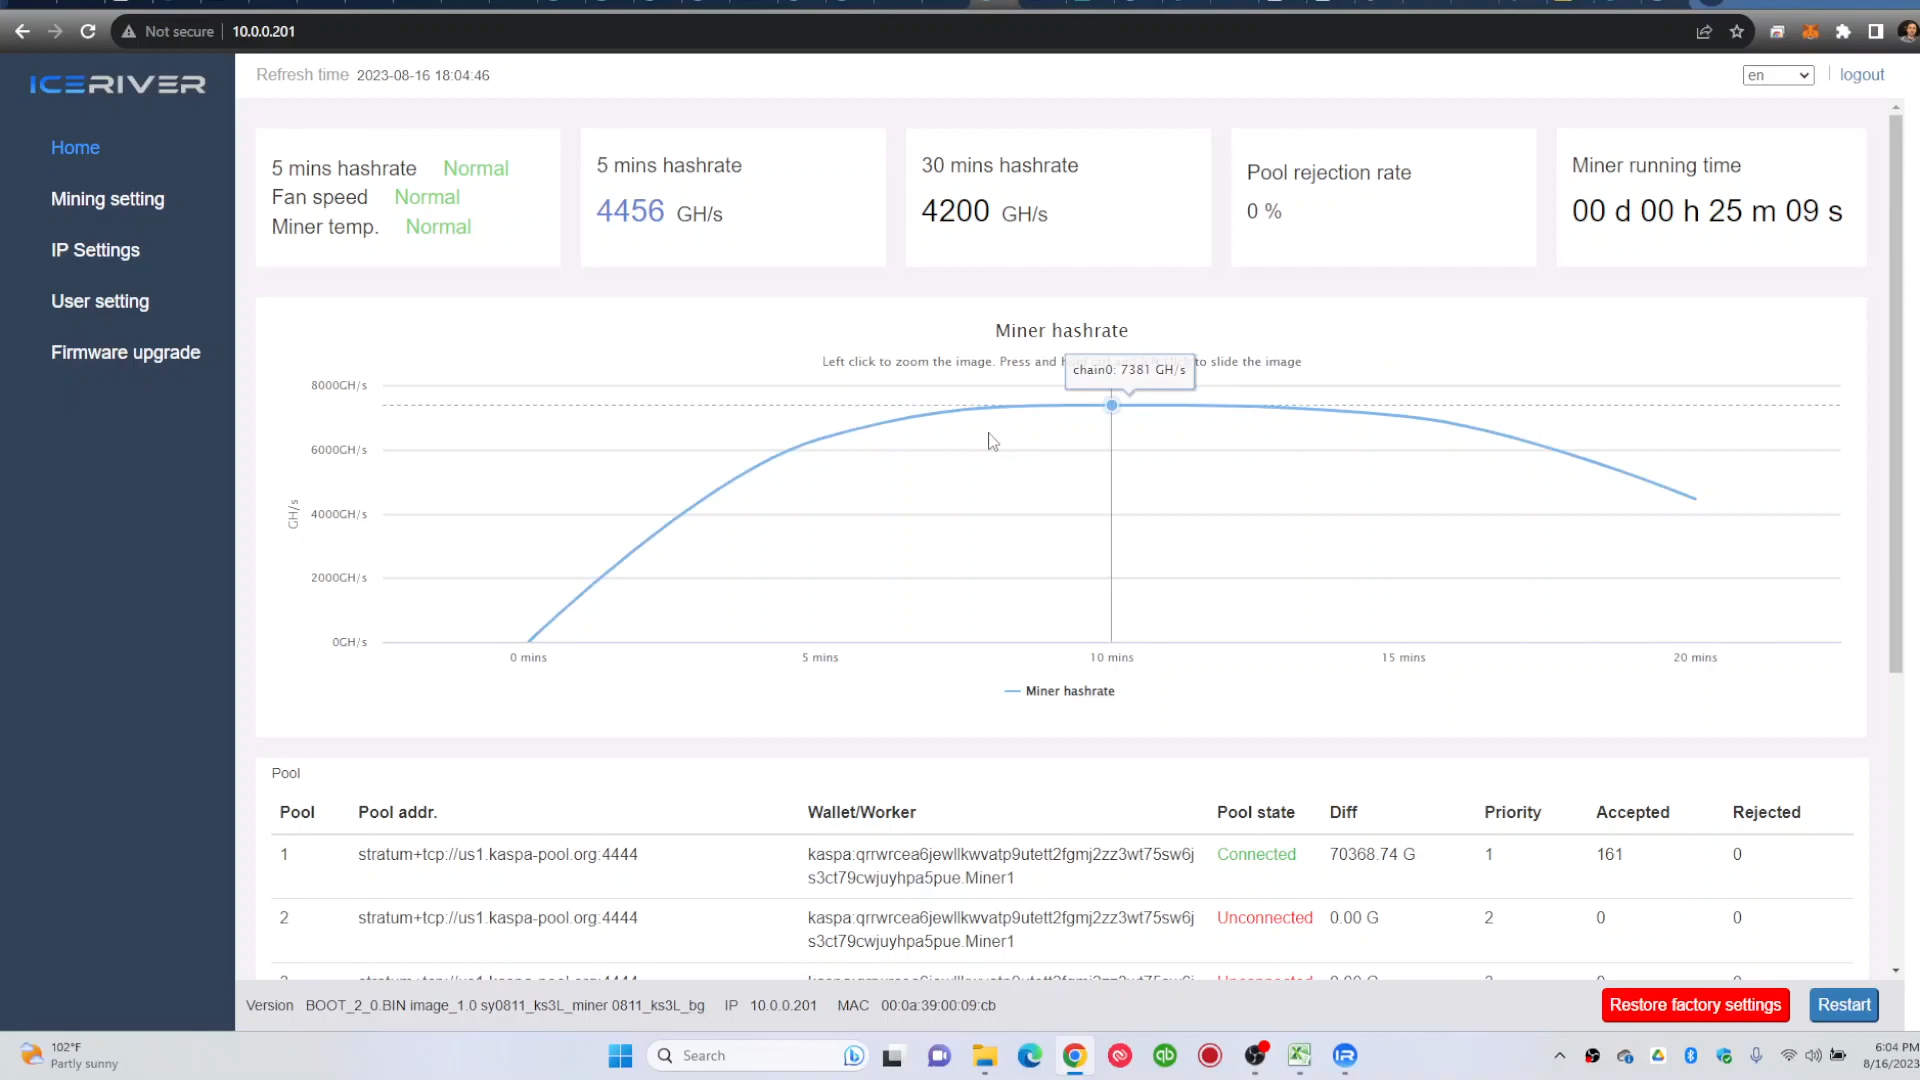 Not secure
10.0.0.201
ICERIVER
Refresh time 2023-08-16 18:04:46
en
logout
Home
Mining setting
IP Settings
User setting
Firmware upgrade
5 mins hashrate Normal
Fan speed Normal
Miner temp. Normal
5 mins hashrate
4456 GH/s
30 mins hashrate
4200 GH/s
Pool rejection rate
0 %
Miner running time
00 d 00 h 25 m 09 s
Miner hashrate
Left click to zoom the image. Press and to slide the image
chain0: 7381 GH/s
8000GH/s
6000GH/s
4000GH/s
2000GH/s
0GH/s
GH/s
0 mins 5 mins 10 mins 15 mins 20 mins
Miner hashrate
Pool
Pool Pool addr. Wallet/Worker Pool state Diff Priority Accepted Rejected
1 stratum+tcp://us1.kaspa-pool.org:4444 kaspa:qrrwrcea6jewllkwvatp9utett2fgmj2zz3wt75sw6j Connected 70368.74 G 1 161 0
s3ct79cwjuyhpa5pue.Miner1
2 stratum+tcp://us1.kaspa-pool.org:4444 kaspa:qrrwrcea6jewllkwvatp9utett2fgmj2zz3wt75sw6j Unconnected 0.00 G 2 0 0
s3ct79cwjuyhpa5pue.Miner1
Version BOOT_2_0.BIN image_1.0 sy0811_ks3L_miner 0811_ks3L_bg IP 10.0.0.201 MAC 00:0a:39:00:09:cb
Restore factory settings
Restart
102°F
Partly sunny
Search
qb
6:04 PM
8/16/2023